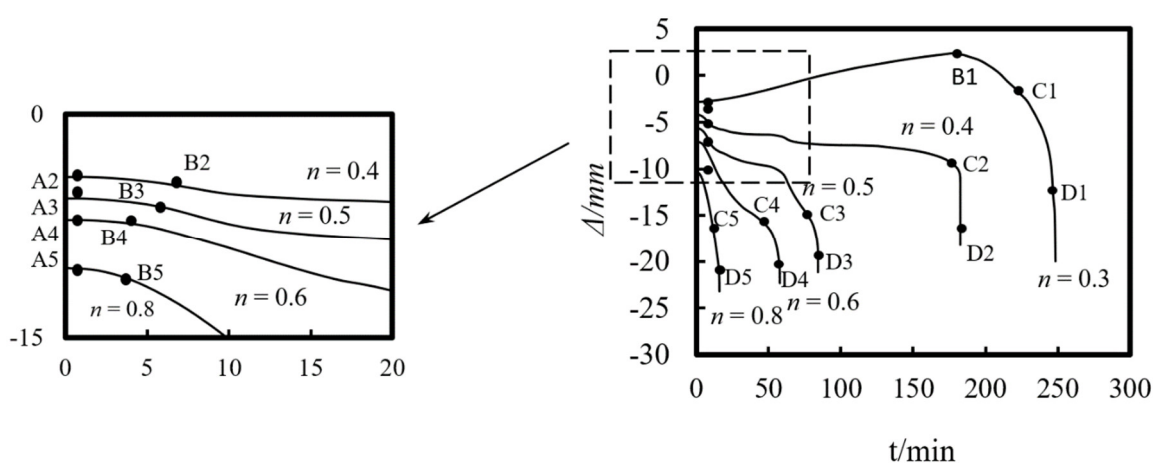 0
-15
A2
A3
A4
A5
B2
B3
B4
B5
n = 0.4
n = 0.5
n = 0.6
n = 0.8
0 5 10 15 20
5
0
-5
-10
-15
-20
-25
-30
Δ/mm
B1
C1
n = 0.4
C2
D1
n = 0.5
C4
C3
C5
D2
D5
D4
D3
n = 0.3
n = 0.6
n = 0.8
0 50 100 150 200 250 300
t/min